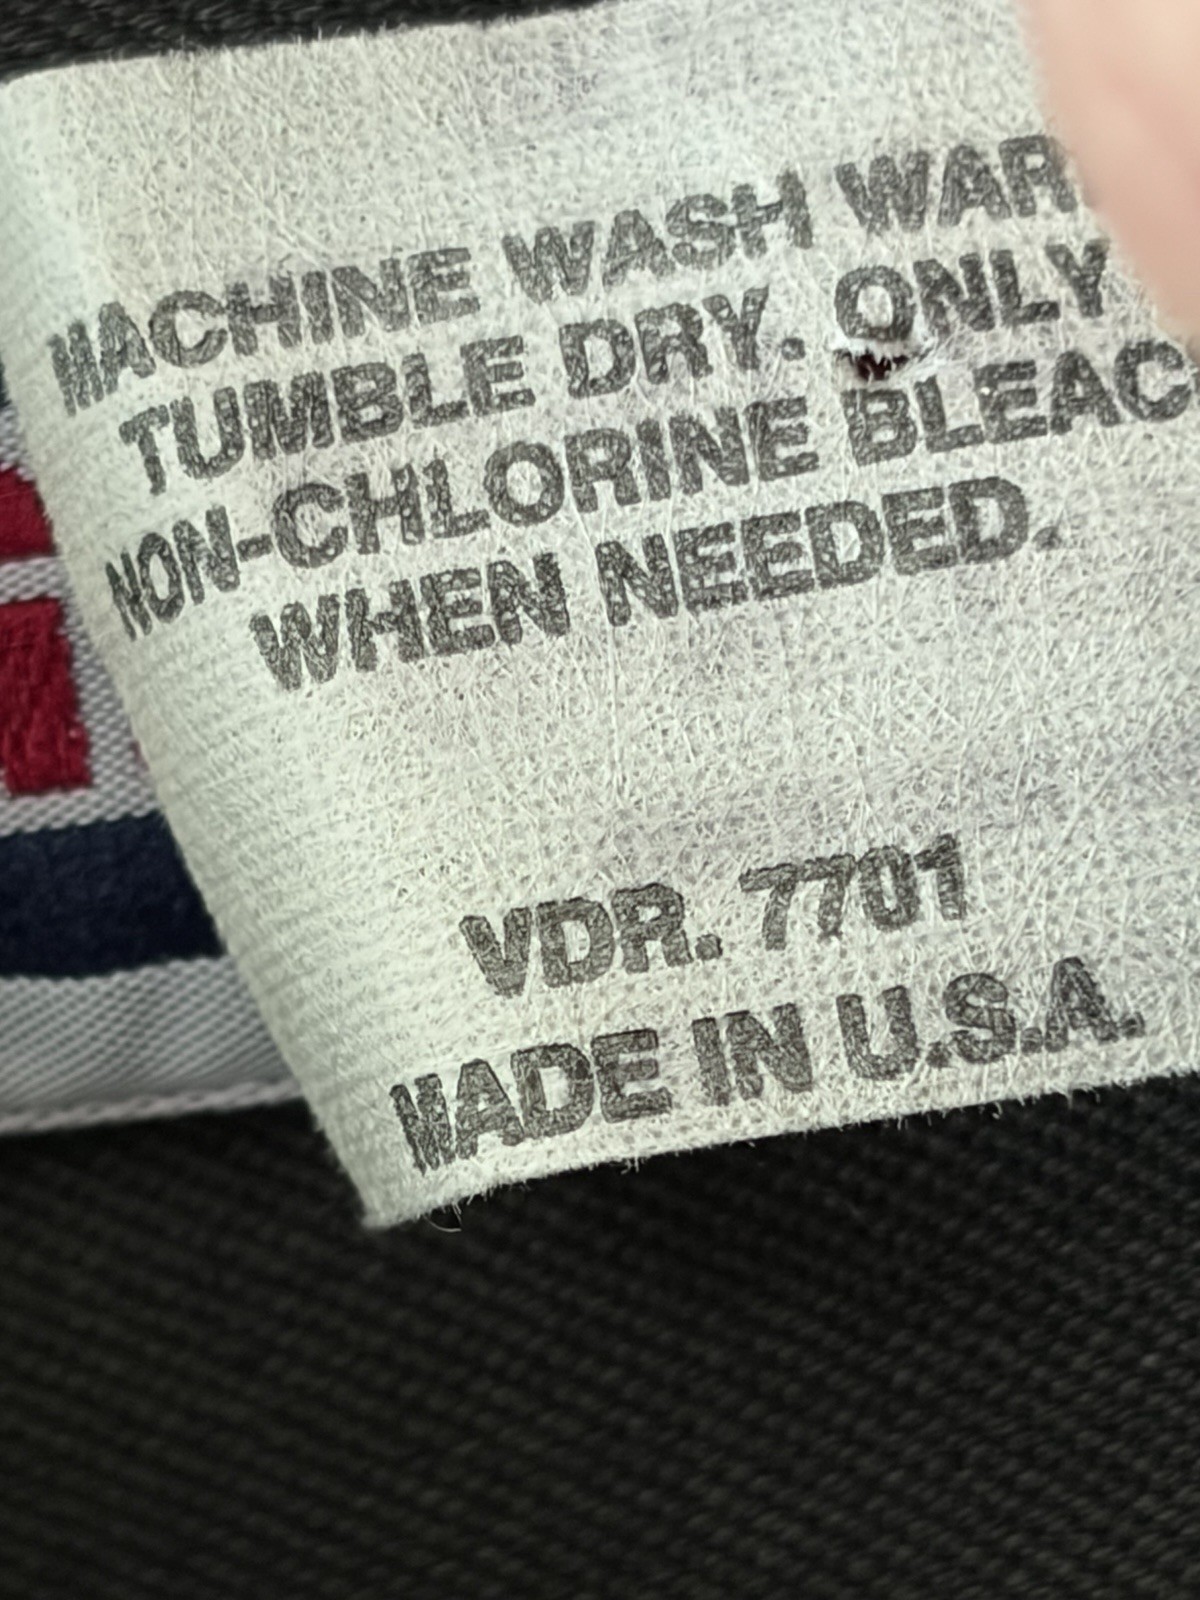 MACHINE WASH WAR
TUMBLE DRY. ONLY
NON-CHLORINE BLEAC
WHEN NEEDED.
VDR. 7701
MADE IN U.S.A.